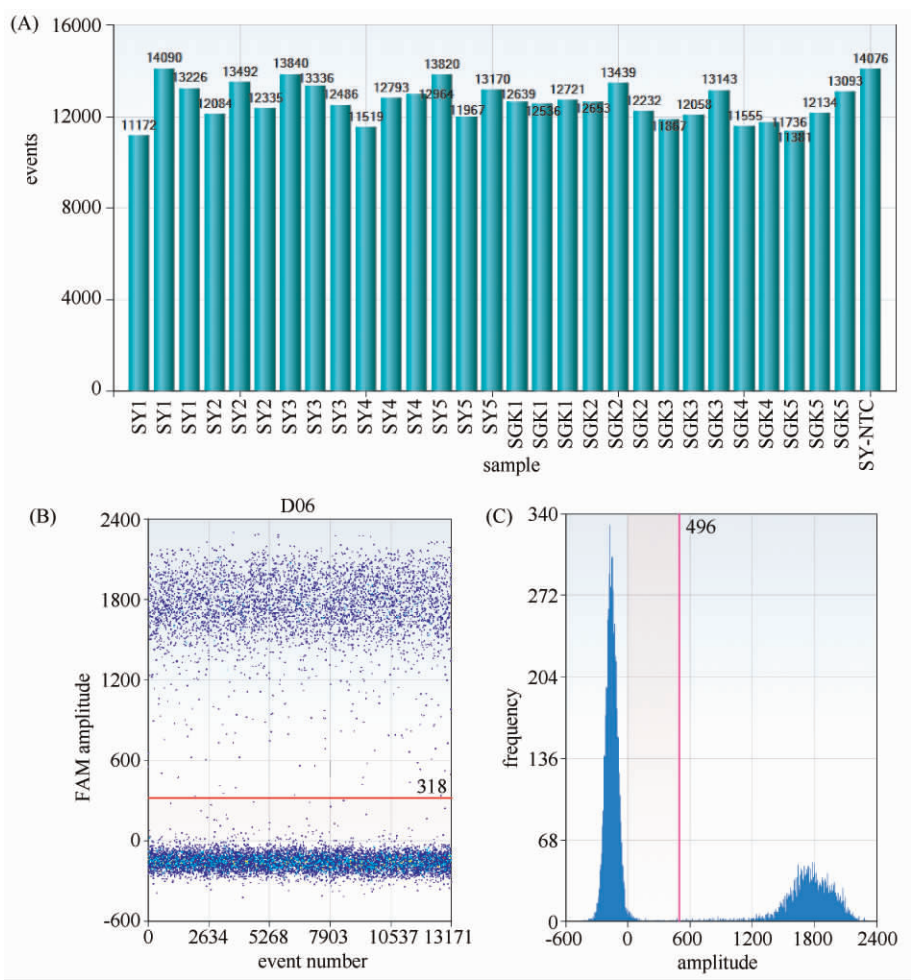 (A)
16000
12000
8000
4000
0
events
11172 14090 13226 12084 13492 12335 13840 13336 12486 11519 12793 12964 13820 11967 13170 2639 12536 12721 12653 13439 12232 11867 12058 13143 11555 11736 11381 12134 13093 14076
SY1 SY1 SY1 SY2 SY2 SY2 SY3 SY3 SY3 SY4 SY4 SY4 SY5 SY5 SY5 SGK1 SGK1 SGK1 SGK2 SGK2 SGK2 SGK3 SGK3 SGK3 SGK4 SGK4 SGK5 SGK5 SGK5 SY-NTC
sample
(B)
D06
2400
1800
1200
600
0
-600
FAM amplitude
318
0 2634 5268 7903 10537 13171
event number
(C)
340
272
204
136
68
0
frequency
496
-600 0 600 1200 1800 2400
amplitude